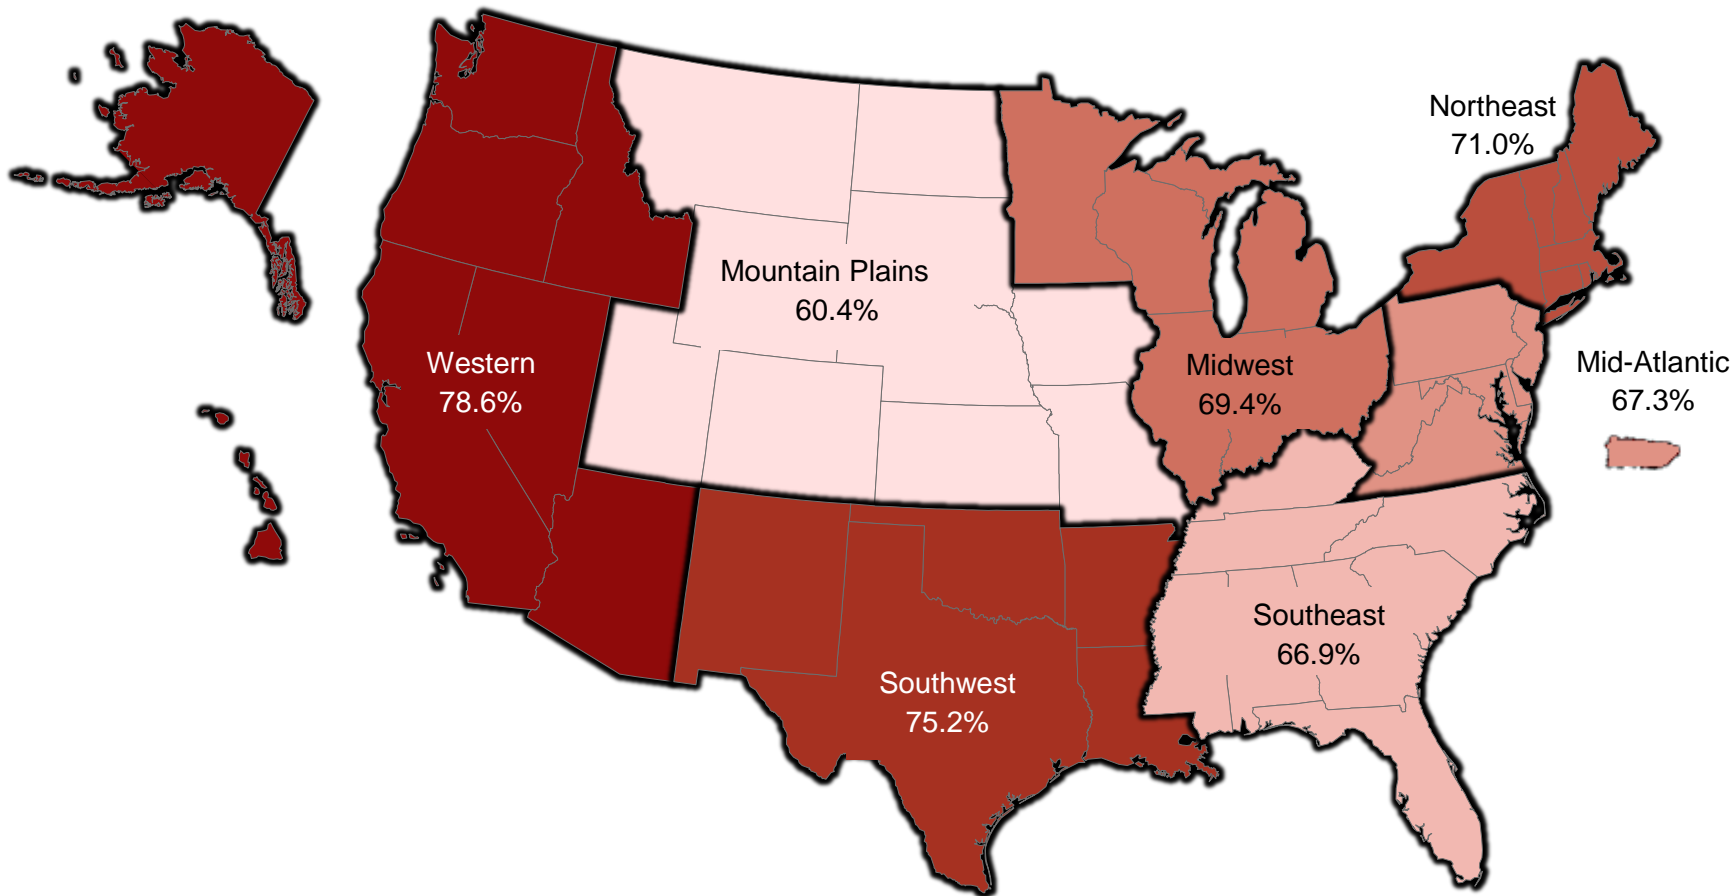 Northeast
71.0%
Mountain Plains
60.4%
Western
78.6%
Midwest
69.4%
Mid-Atlantic
67.3%
Southeast
66.9%
Southwest
75.2%